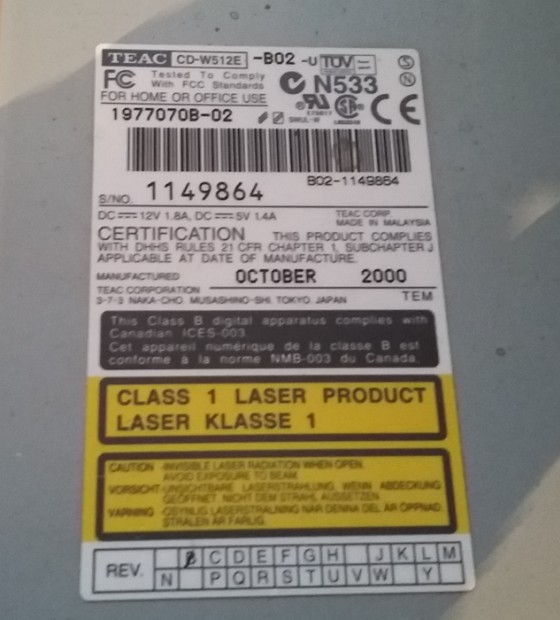 TEAC CD-W512E -B02 -U TÜV
FC Tested To Comply
With FCC Standards
FOR HOME OR OFFICE USE
N533
1977070B-02
B02-1149864
S/NO. 1149864
DC 12V 1.8A, DC 5V 1.4A
TEAC CORP.
MADE IN MALAYSIA
CERTIFICATION THIS PRODUCT COMPLIES
WITH DHHS RULES 21 CFR CHAPTER 1, SUBCHAPTER J
APPLICABLE AT DATE OF MANUFACTURE.
MANUFACTURED OCTOBER 2000
TEAC CORPORATION
3-7-3 NAKA-CHO, MUSASHINO-SHI, TOKYO, JAPAN TEM
This Class B digital apparatus complies with
Canadian ICES-003.
Cet appareil numérique de la classe B est
conforme à la norme NMB-003 du Canada.
CLASS 1 LASER PRODUCT
LASER KLASSE 1
CAUTION -INVISIBLE LASER RADIATION WHEN OPEN.
AVOID EXPOSURE TO BEAM.
VORSICHT-UNSICHTBARE LASERSTRAHLUNG, WENN ABDECKUNG
GEÖFFNET, NICHT DEM STRAHL AUSSETZEN.
VARNING -OSYNLIG LASERSTRÅLNING NÄR DENNA DEL ÄR ÖPPNAD.
STRÅLEN ÄR FARLIG.
REV. B C D E F G H J K L M
N P Q R S T U V W Y